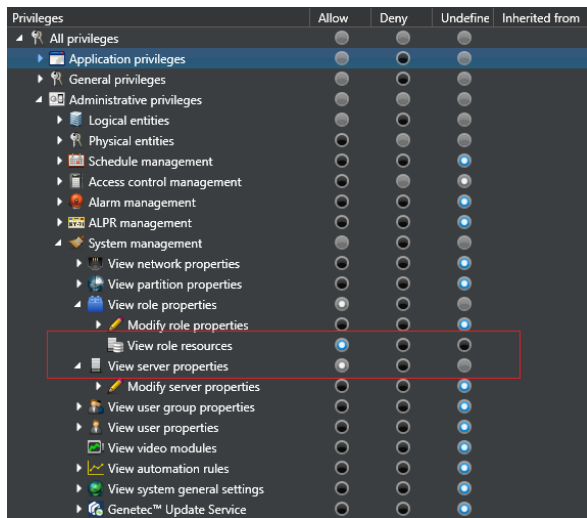 Privileges Allow Deny Undefine Inherited from
All privileges
Application privileges
General privileges
Administrative privileges
Logical entities
Physical entities
Schedule management
Access control management
Alarm management
ALPR management
System management
View network properties
View partition properties
View role properties
Modify role properties
View role resources
View server properties
Modify server properties
View user group properties
View user properties
View video modules
View automation rules
View system general settings
Genetec™ Update Service